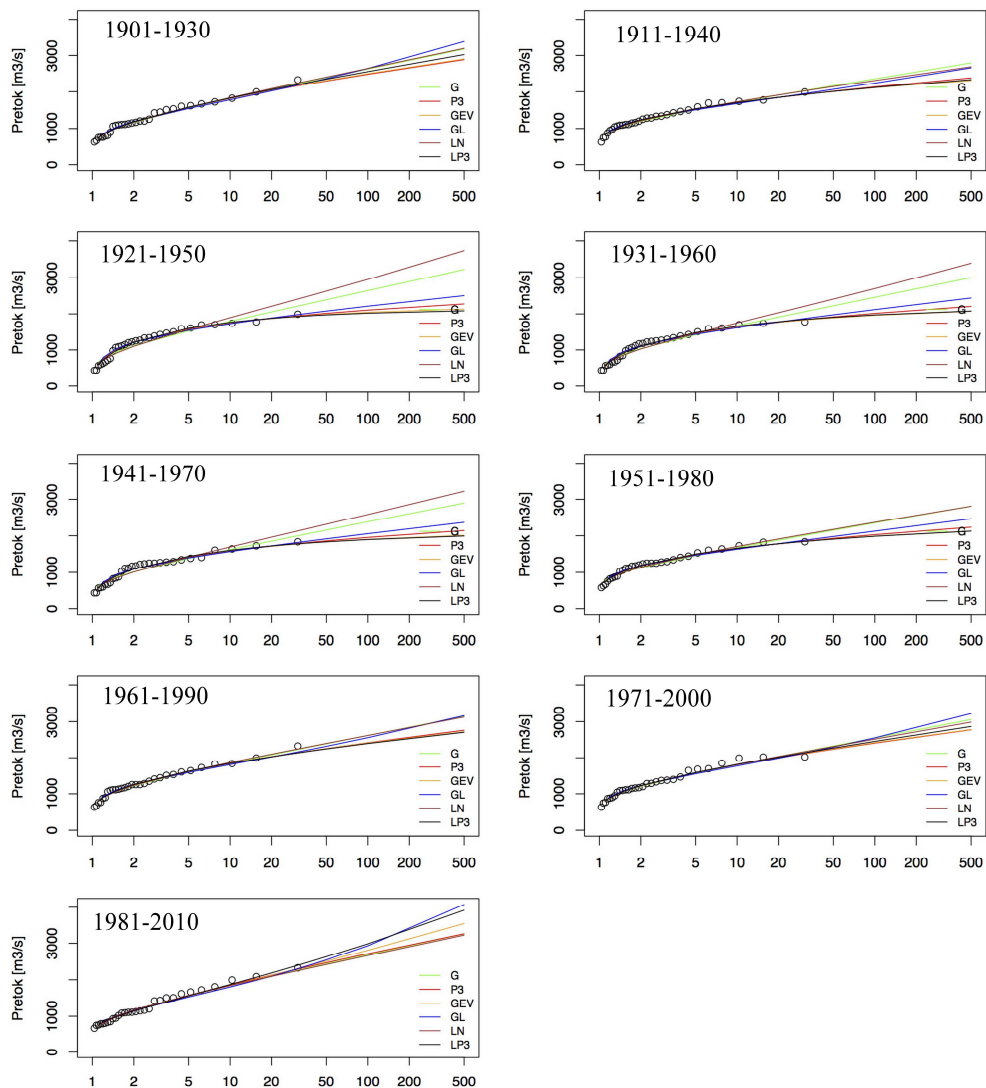 1901-1930
Pretok [m3/s]
3000
1000
0
G
P3
GEV
GL
LN
LP3
1 2 5 10 20 50 100 200 500
1911-1940
Pretok [m3/s]
3000
1000
0
G
P3
GEV
GL
LN
LP3
1 2 5 10 20 50 100 200 500
1921-1950
Pretok [m3/s]
3000
1000
0
G
P3
GEV
GL
LN
LP3
1 2 5 10 20 50 100 200 500
1931-1960
Pretok [m3/s]
3000
1000
0
G
P3
GEV
GL
LN
LP3
1 2 5 10 20 50 100 200 500
1941-1970
Pretok [m3/s]
3000
1000
0
G
P3
GEV
GL
LN
LP3
1 2 5 10 20 50 100 200 500
1951-1980
Pretok [m3/s]
3000
1000
0
G
P3
GEV
GL
LN
LP3
1 2 5 10 20 50 100 200 500
1961-1990
Pretok [m3/s]
3000
1000
0
G
P3
GEV
GL
LN
LP3
1 2 5 10 20 50 100 200 500
1971-2000
Pretok [m3/s]
3000
1000
0
G
P3
GEV
GL
LN
LP3
1 2 5 10 20 50 100 200 500
1981-2010
Pretok [m3/s]
3000
1000
0
G
P3
GEV
GL
LN
LP3
1 2 5 10 20 50 100 200 500